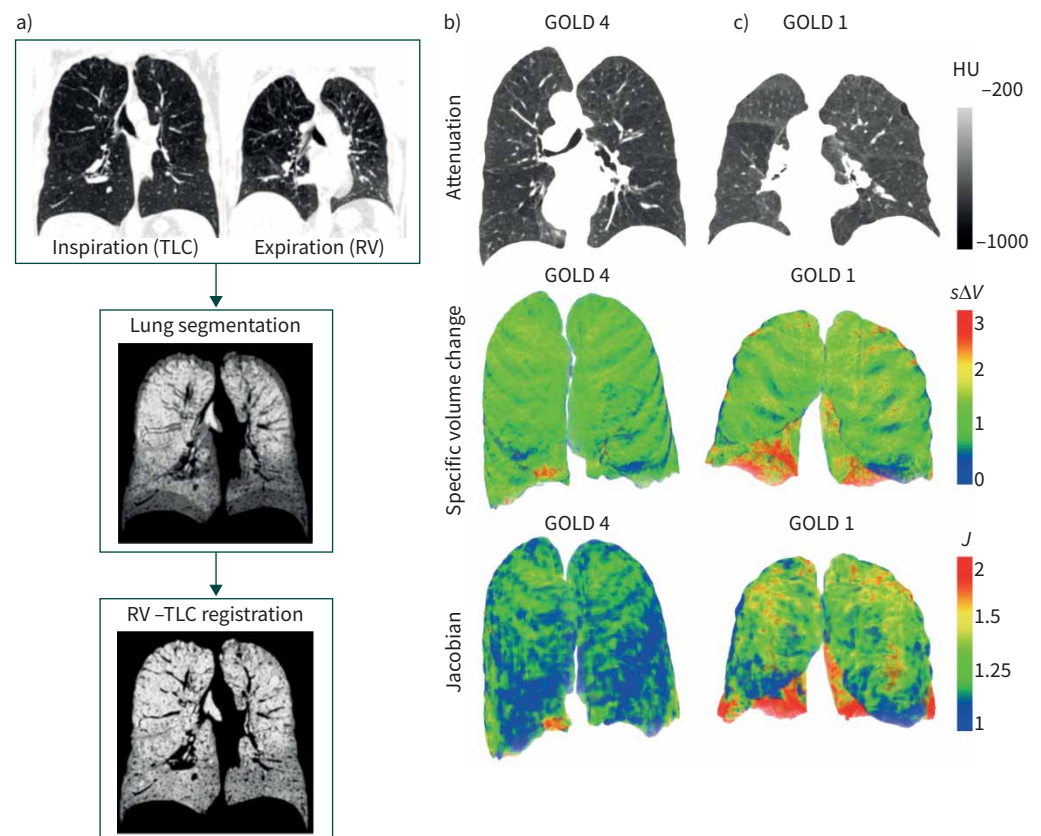 a)
Inspiration (TLC)
Expiration (RV)
Lung segmentation
RV –TLC registration
b)
GOLD 4
c)
GOLD 1
Attenuation
HU
–200
–1000
GOLD 4
GOLD 1
Specific volume change
sΔV
3
2
1
0
GOLD 4
GOLD 1
Jacobian
J
2
1.5
1.25
1